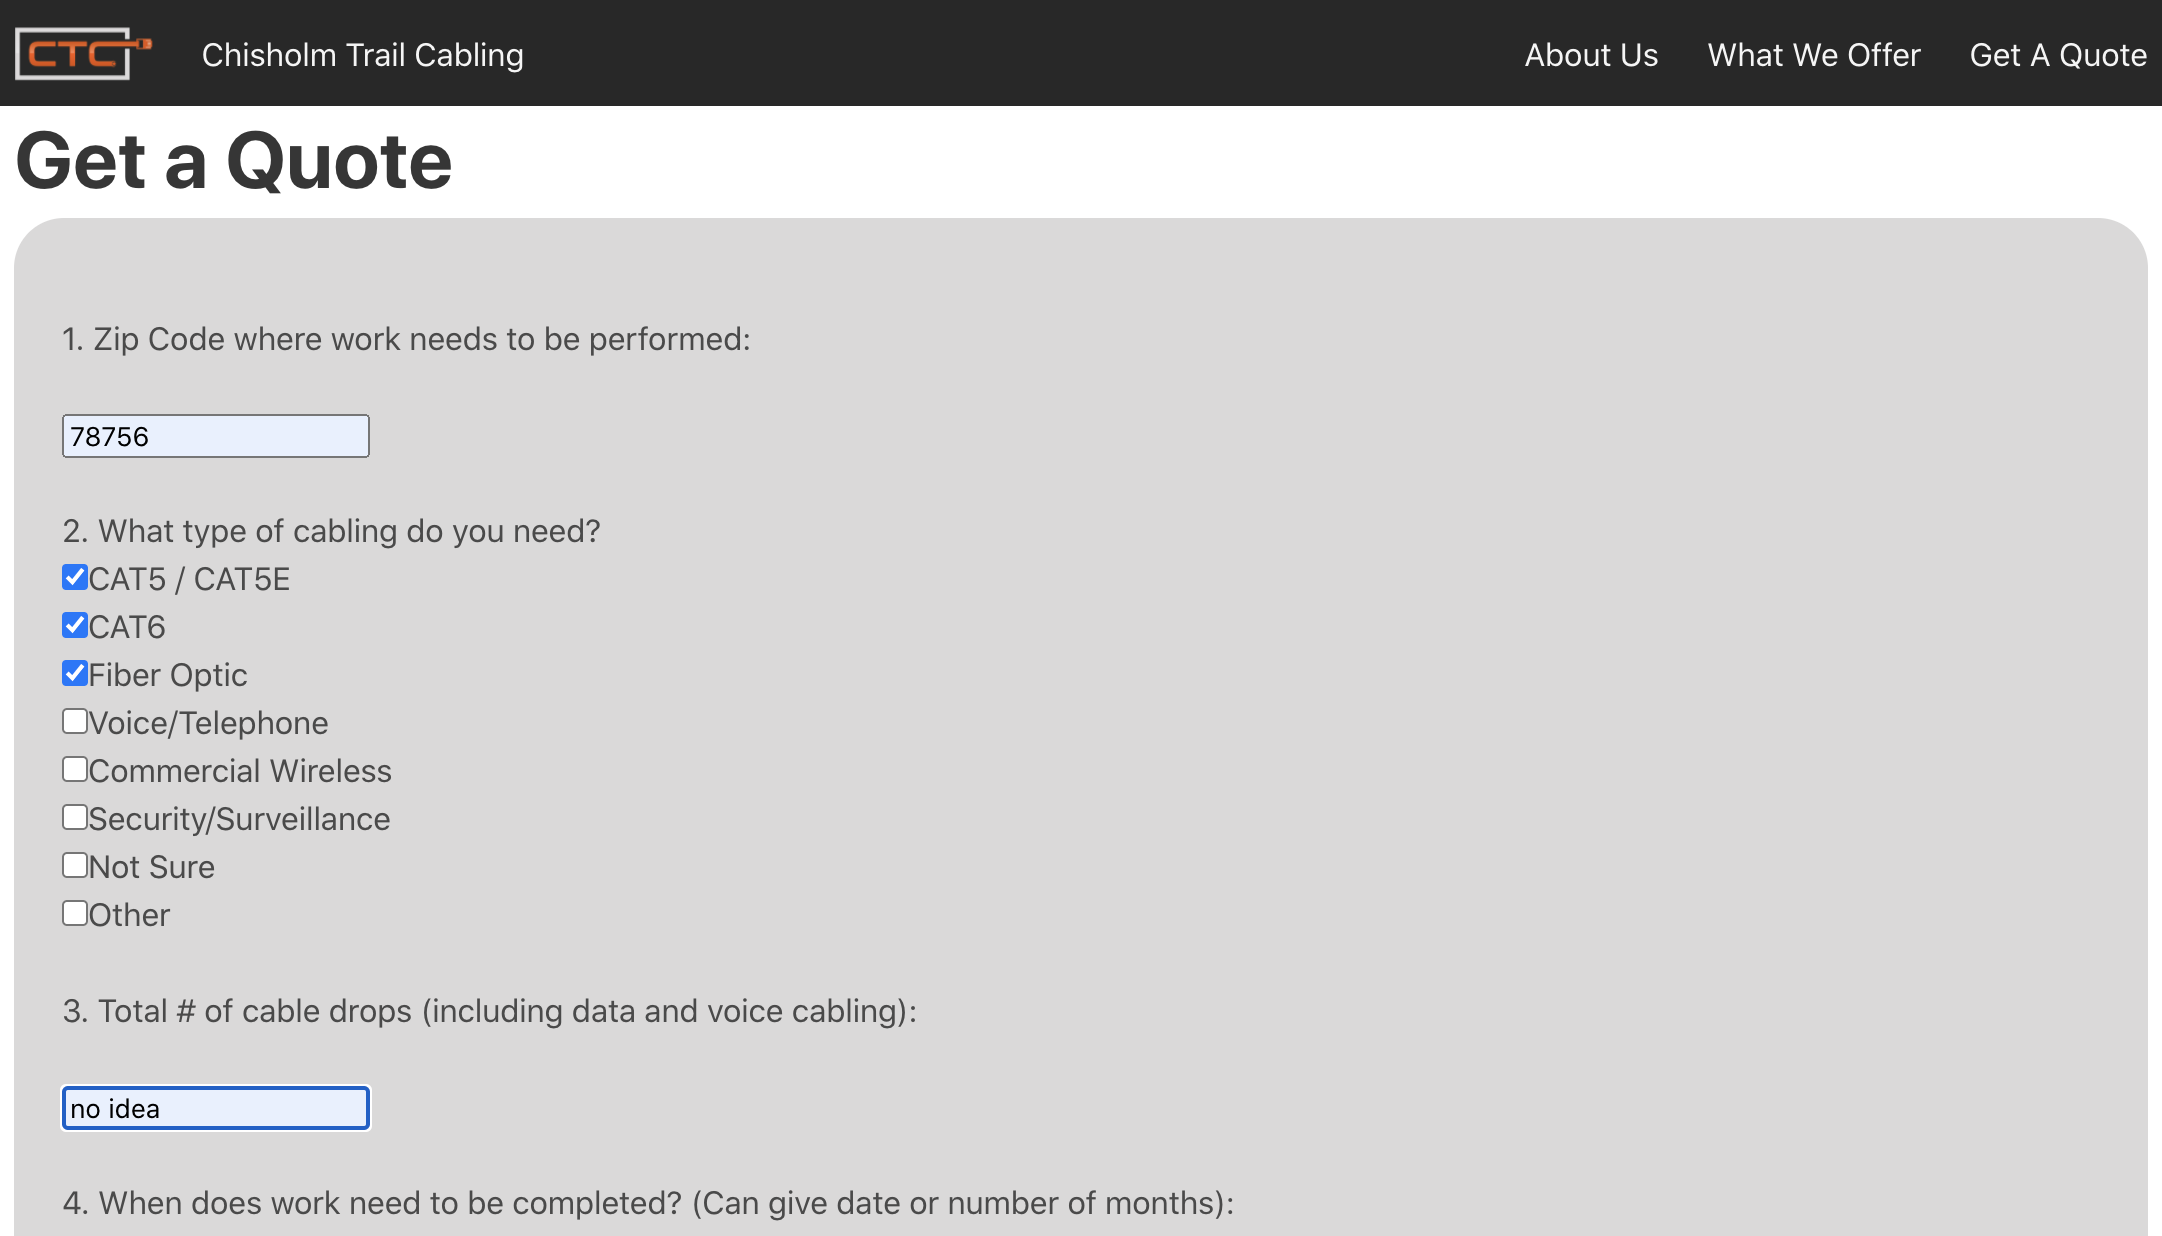 CTC
Chisholm Trail Cabling
About Us
What We Offer
Get A Quote
Get a Quote
1. Zip Code where work needs to be performed:
78756
2. What type of cabling do you need?
CAT5 / CAT5E
CAT6
Fiber Optic
Voice/Telephone
Commercial Wireless
Security/Surveillance
Not Sure
Other
3. Total # of cable drops (including data and voice cabling):
no idea
4. When does work need to be completed? (Can give date or number of months):